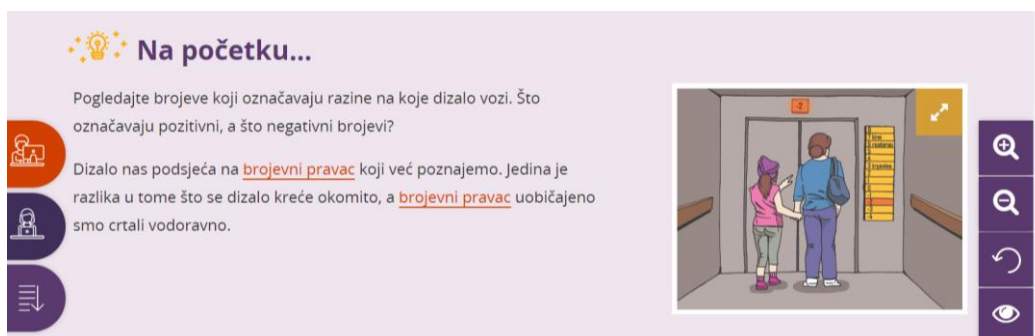 Na početku...
Pogledajte brojeve koji označavaju razine na koje dizalo vozi. Što
označavaju pozitivni, a što negativni brojevi?
Dizalo nas podsjeća na brojevni pravac koji već poznajemo. Jedina je
razlika u tome što se dizalo kreće okomito, a brojevni pravac uobičajeno
smo crtali vodoravno.
-2